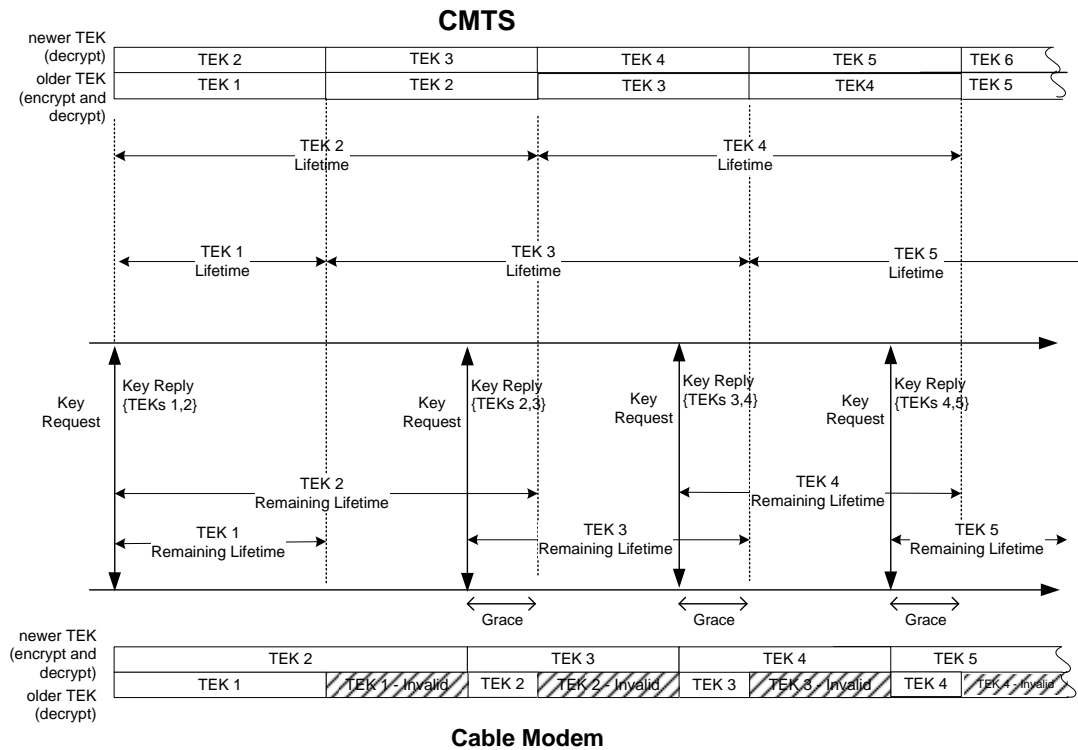 CMTS
newer TEK
(decrypt)
TEK 2
TEK 3
TEK 4
TEK 5
TEK 6
older TEK
(encrypt and
decrypt)
TEK 1
TEK 2
TEK 3
TEK4
TEK 5
TEK 2
Lifetime
TEK 4
Lifetime
TEK 1
Lifetime
TEK 3
Lifetime
TEK 5
Lifetime
Key
Request
Key Reply
{TEKs 1,2}
Key
Request
Key Reply
{TEKs 2,3}
Key
Request
Key Reply
{TEKs 3,4}
Key
Request
Key Reply
{TEKs 4,5}
TEK 2
Remaining Lifetime
TEK 4
Remaining Lifetime
TEK 1
Remaining Lifetime
TEK 3
Remaining Lifetime
TEK 5
Remaining Lifetime
Grace
Grace
Grace
newer TEK
(encrypt and
decrypt)
TEK 2
TEK 3
TEK 4
TEK 5
older TEK
(decrypt)
TEK 1
TEK 1 - Invalid
TEK 2
TEK 2 - Invalid
TEK 3
TEK 3 - Invalid
TEK 4
TEK 4 - Invalid
Cable Modem